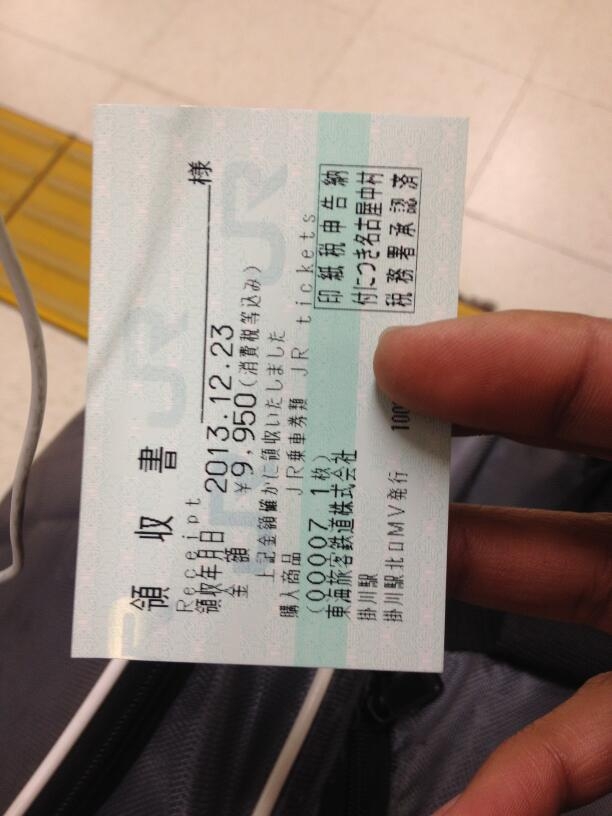 領収書
Receipt
様
領収年月日 2013.12.23
金額 ¥9,950(消費税等込み)
上記金額確かに領収いたしました
購入商品 JR乗車券類 JR tickets
(00007 1枚)
東海旅客鉄道株式会社
掛川駅
掛川駅北口MV発行
印紙税申告納
付につき名古屋中村
税務署承認済
JR
JR
JR